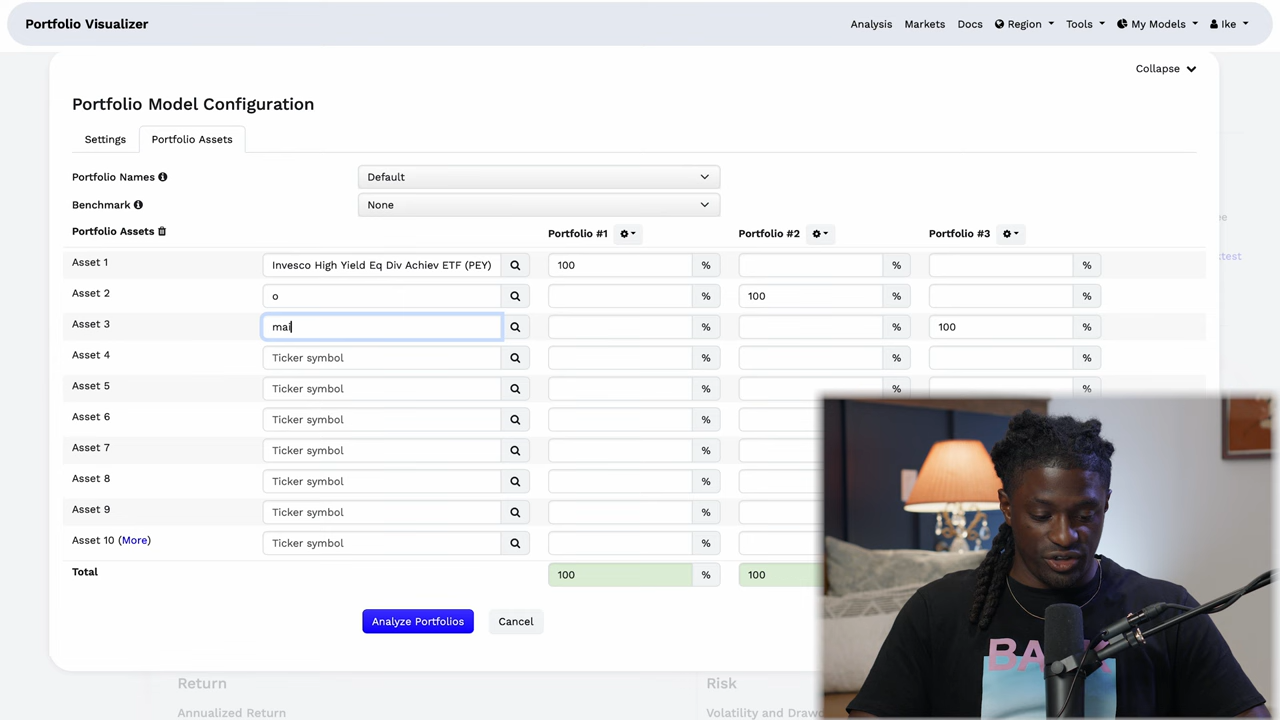 Portfolio Visualizer Analysis Markets Docs Region Tools My Models Ike
Collapse
Portfolio Model Configuration
Settings Portfolio Assets
Portfolio Names Default
Benchmark None
Portfolio Assets Portfolio #1 Portfolio #2 Portfolio #3
Asset 1 Invesco High Yield Eq Div Achiev ETF (PEY) 100 % % %
Asset 2 o % 100 % %
Asset 3 mai % % 100 %
Asset 4 Ticker symbol % % %
Asset 5 Ticker symbol % % %
Asset 6 Ticker symbol %
Asset 7 Ticker symbol %
Asset 8 Ticker symbol %
Asset 9 Ticker symbol %
Asset 10 (More) Ticker symbol %
Total 100 % 100
Analyze Portfolios Cancel
Return Risk
Annualized Return